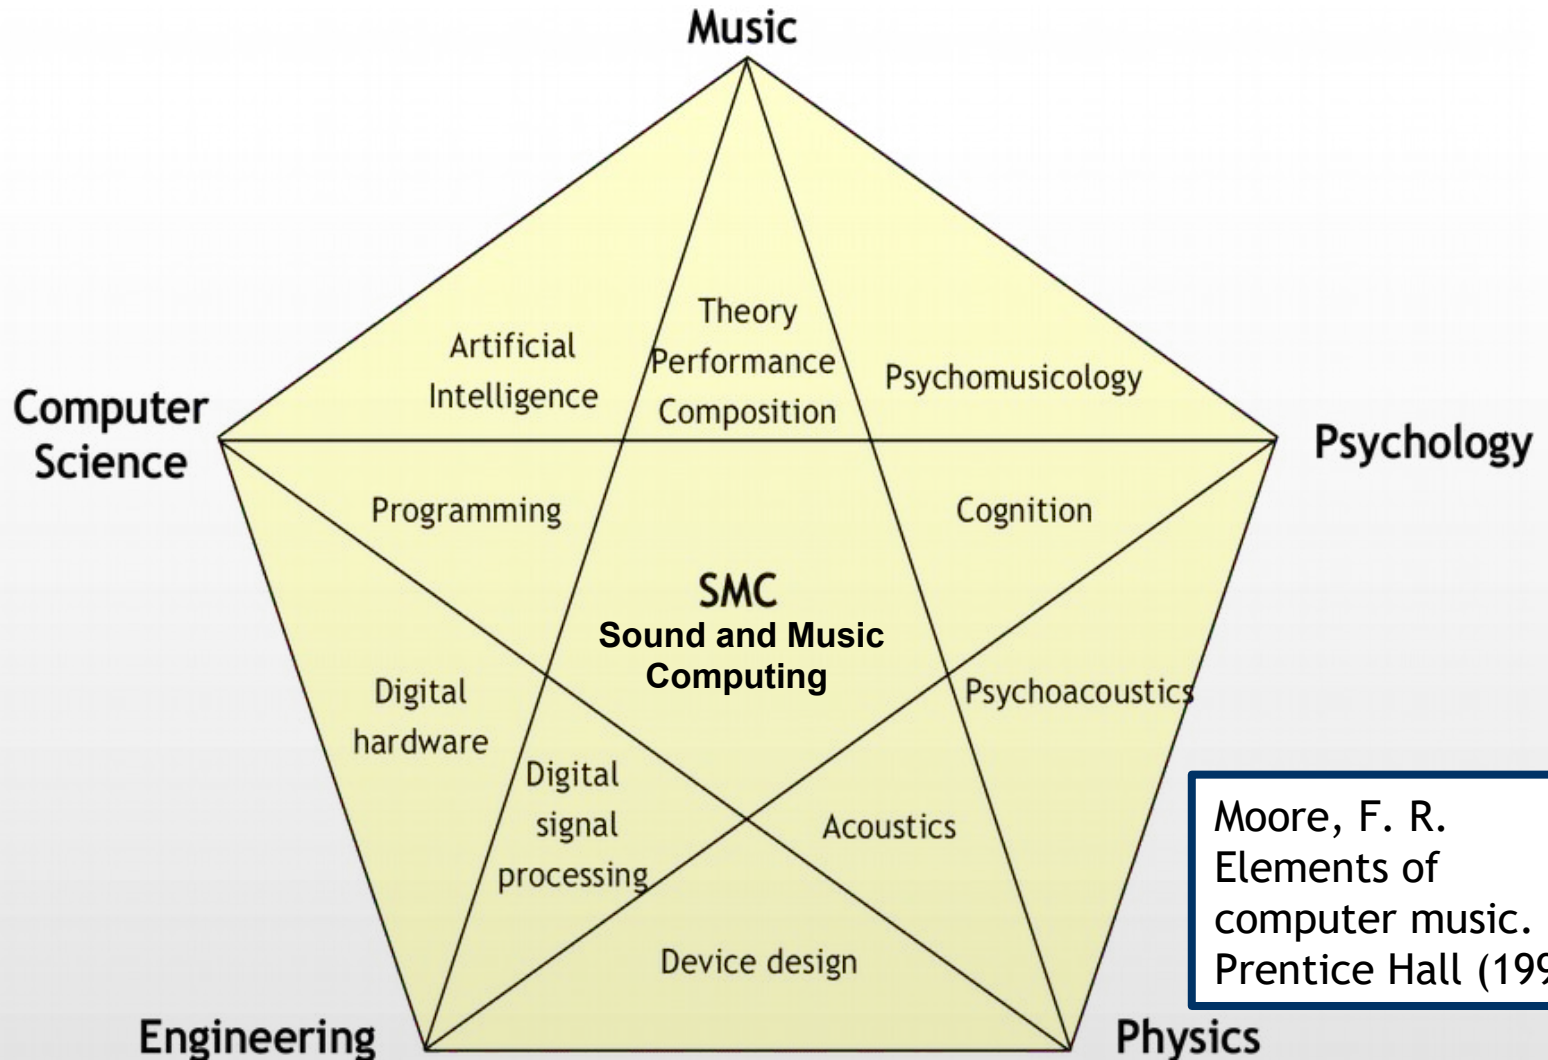 Music
Theory
Performance
Composition
Artificial
Intelligence
Psychomusicology
Computer
Science
Psychology
Programming
Cognition
SMC
Sound and Music
Computing
Digital
hardware
Psychoacoustics
Digital
signal
processing
Acoustics
Device design
Moore, F. R.
Elements of
computer music.
Prentice Hall (199
Engineering
Physics